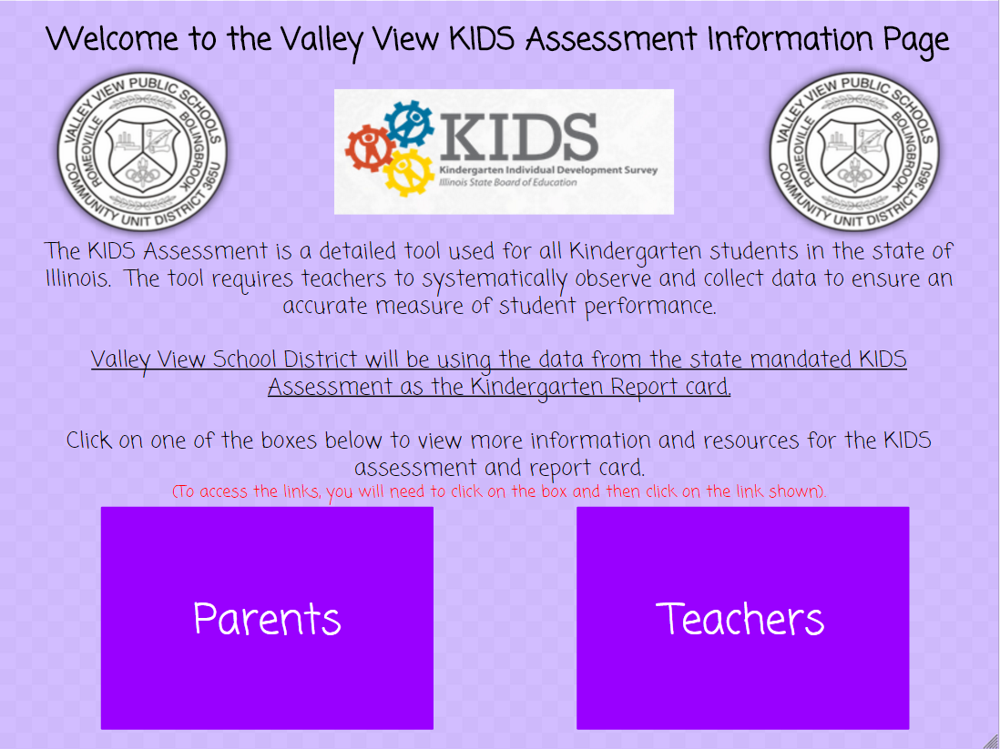 Welcome to the Valley View KIDS Assessment Information Page
VALLEY VIEW PUBLIC SCHOOLS
ROMEOVILLE
BOLINGBROOK
COMMUNITY UNIT DISTRICT 365U
KIDS
Kindergarten Individual Development Survey
Illinois State Board of Education
VALLEY VIEW PUBLIC SCHOOLS
ROMEOVILLE
BOLINGBROOK
COMMUNITY UNIT DISTRICT 365U
The KIDS Assessment is a detailed tool used for all Kindergarten students in the state of
Illinois.  The tool requires teachers to systematically observe and collect data to ensure an
accurate measure of student performance.
Valley View School District will be using the data from the state mandated KIDS
Assessment as the Kindergarten Report card.
Click on one of the boxes below to view more information and resources for the KIDS
assessment and report card.
(To access the links, you will need to click on the box and then click on the link shown).
Parents
Teachers